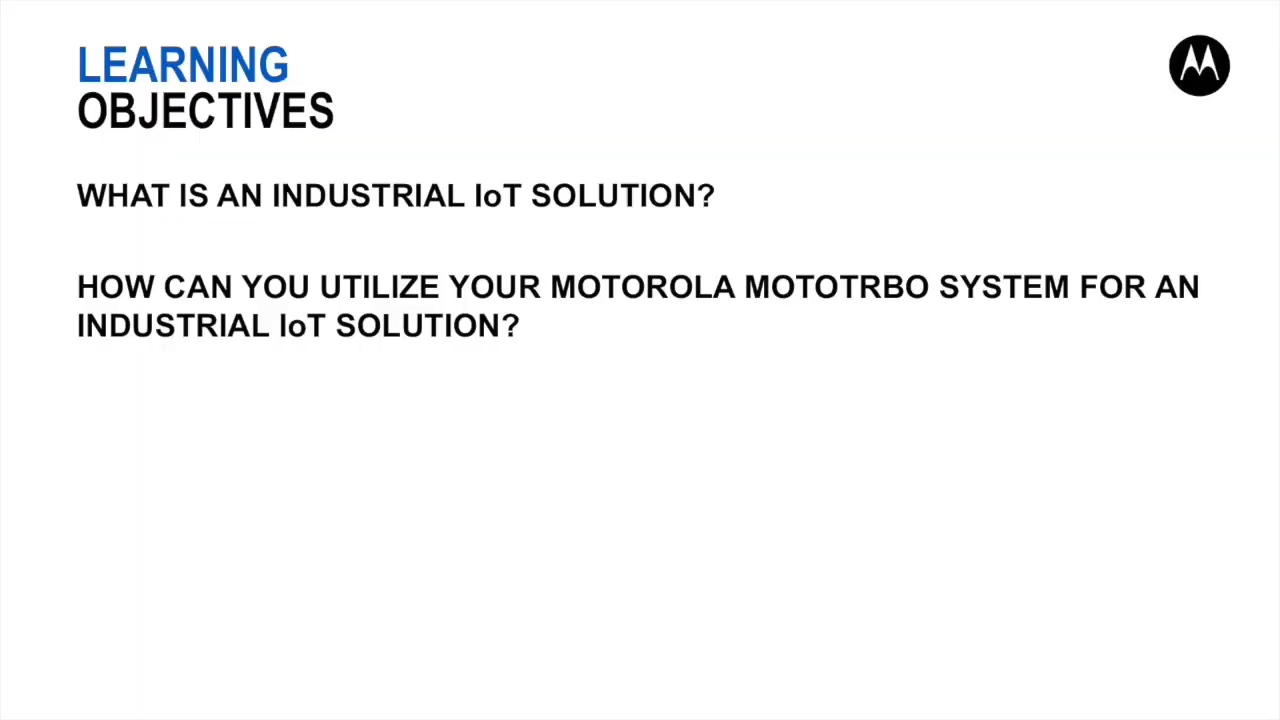 LEARNING
OBJECTIVES
WHAT IS AN INDUSTRIAL IoT SOLUTION?
HOW CAN YOU UTILIZE YOUR MOTOROLA MOTOTRBO SYSTEM FOR AN
INDUSTRIAL IoT SOLUTION?